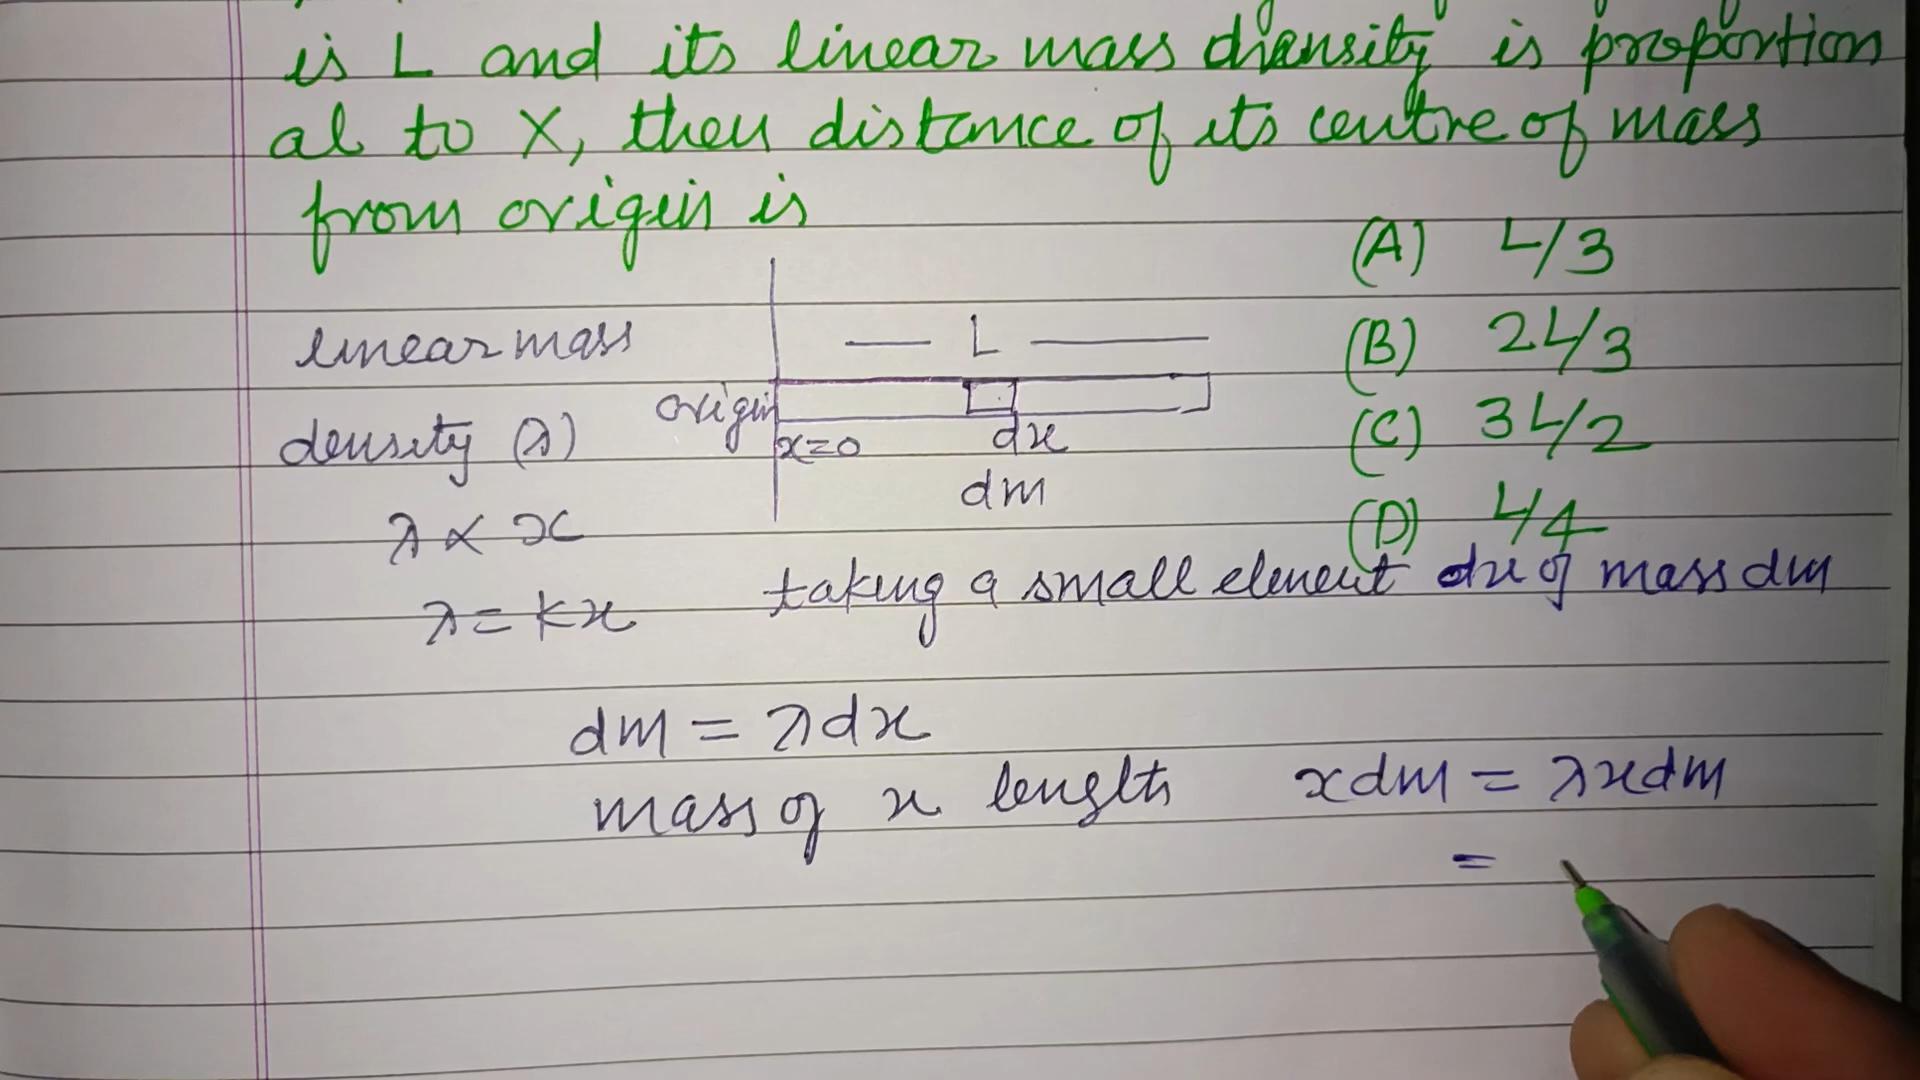 is L and its linear mass diensity is proportion
al to X, then distance of its centre of mass
from origin is
(A) L/3
(B) 2L/3
(C) 3L/2
(D) L/4
linear mass
density (λ)
λ ∝ x
λ = kx
L
origin
x=0
dx
dm
taking a small element dx of mass dm
dm = λdx
mass of x length xdm = λxdm
=